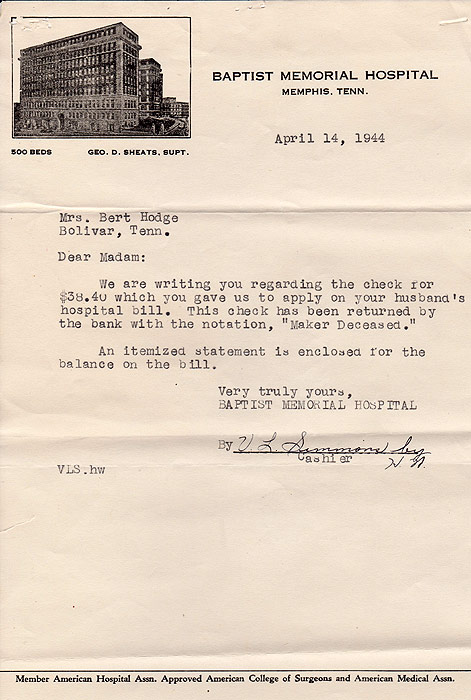 BAPTIST MEMORIAL HOSPITAL
MEMPHIS, TENN.
500 BEDS GEO. D. SHEATS, SUPT.
April 14, 1944
Mrs. Bert Hodge
Bolivar, Tenn.
Dear Madam:
We are writing you regarding the check for
$38.40 which you gave us to apply on your husband's
hospital bill. This check has been returned by
the bank with the notation, "Maker Deceased."
An itemized statement is enclosed for the
balance on the bill.
Very truly yours,
BAPTIST MEMORIAL HOSPITAL
By V L Simmons by
Cashier H. W.
VLS.hw
Member American Hospital Assn. Approved American College of Surgeons and American Medical Assn.